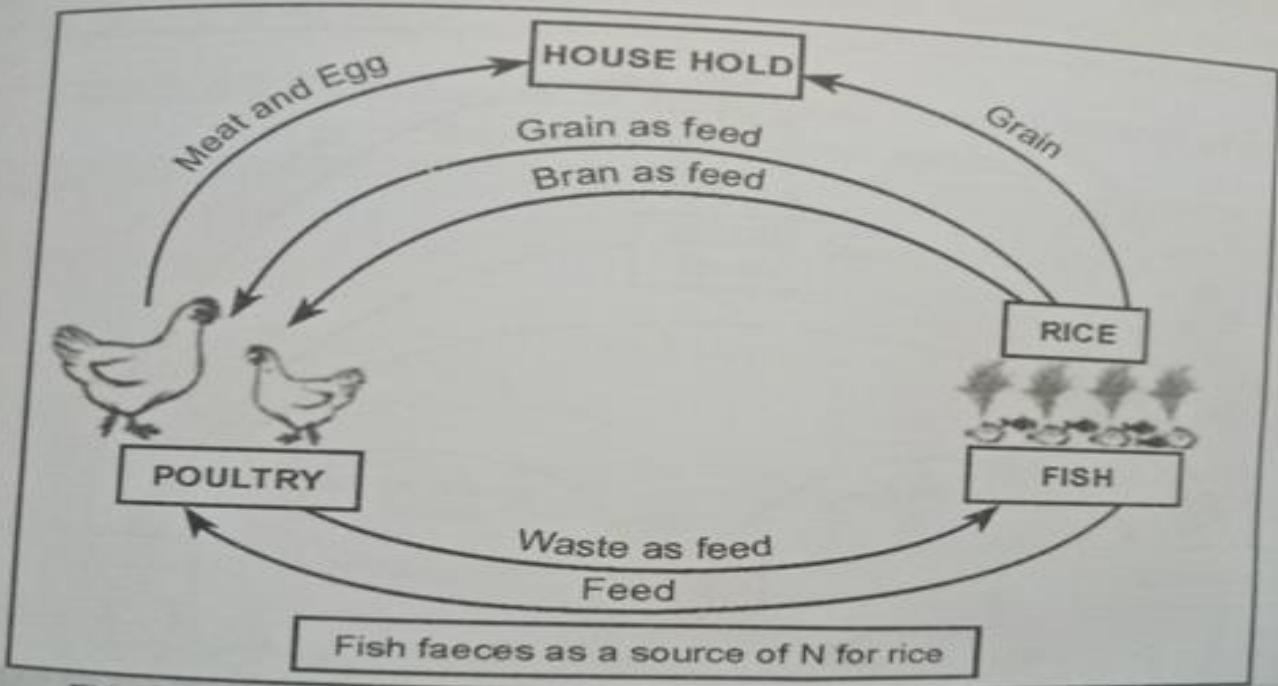 HOUSE HOLD
Meat and Egg
Grain as feed
Grain
Bran as feed
RICE
POULTRY
FISH
Waste as feed
Feed
Fish faeces as a source of N for rice